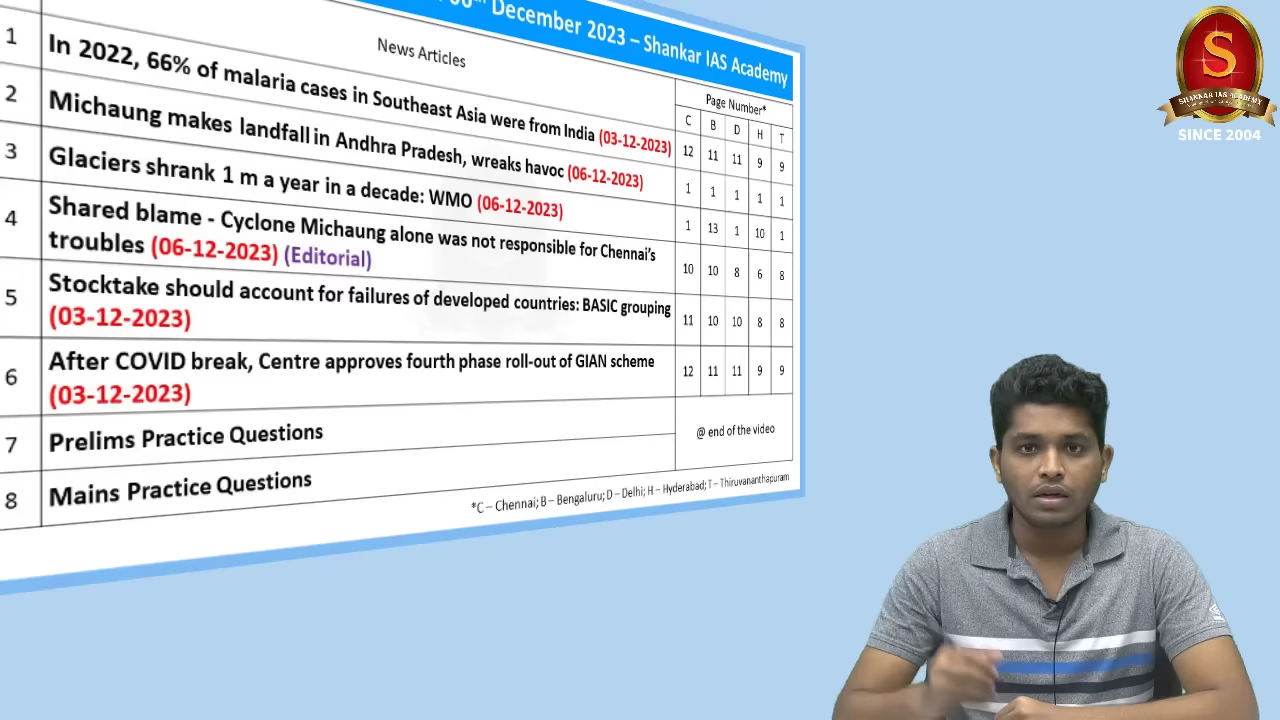 December 2023 – Shankar IAS Academy
News Articles
Page Number*
C B D H T
1 In 2022, 66% of malaria cases in Southeast Asia were from India (03-12-2023) 12 11 11 9 9
2 Michaung makes landfall in Andhra Pradesh, wreaks havoc (06-12-2023) 1 1 1 1 1
3 Glaciers shrank 1 m a year in a decade: WMO (06-12-2023) 1 13 1 10 1
4 Shared blame - Cyclone Michaung alone was not responsible for Chennai's
troubles (06-12-2023) (Editorial) 10 10 8 6 8
5 Stocktake should account for failures of developed countries: BASIC grouping
(03-12-2023) 11 10 10 8 8
6 After COVID break, Centre approves fourth phase roll-out of GIAN scheme
(03-12-2023) 12 11 11 9 9
7 Prelims Practice Questions
@ end of the video
8 Mains Practice Questions
*C – Chennai; B – Bengaluru; D – Delhi; H – Hyderabad; T – Thiruvananthapuram
S
SHANKAR IAS ACADEMY
SINCE 2004